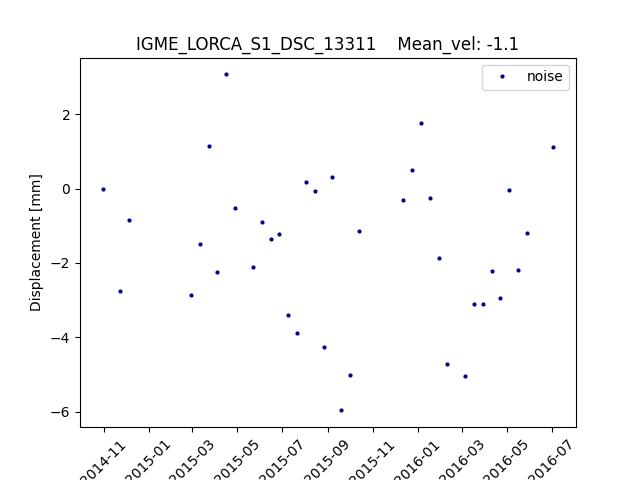 IGME_LORCA_S1_DSC_13311 Mean_vel: -1.1
noise
Displacement [mm]
2
0
−2
−4
−6
2014-11 2015-01 2015-03 2015-05 2015-07 2015-09 2015-11 2016-01 2016-03 2016-05 2016-07